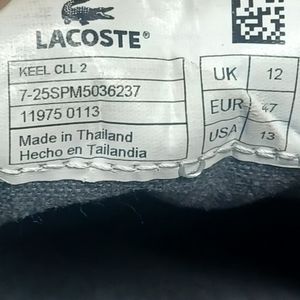 LACOSTE
KEEL CLL 2
7-25SPM5036237
11975 0113
Made in Thailand
Hecho en Tailandia
UK 12
EUR 47
USA 13